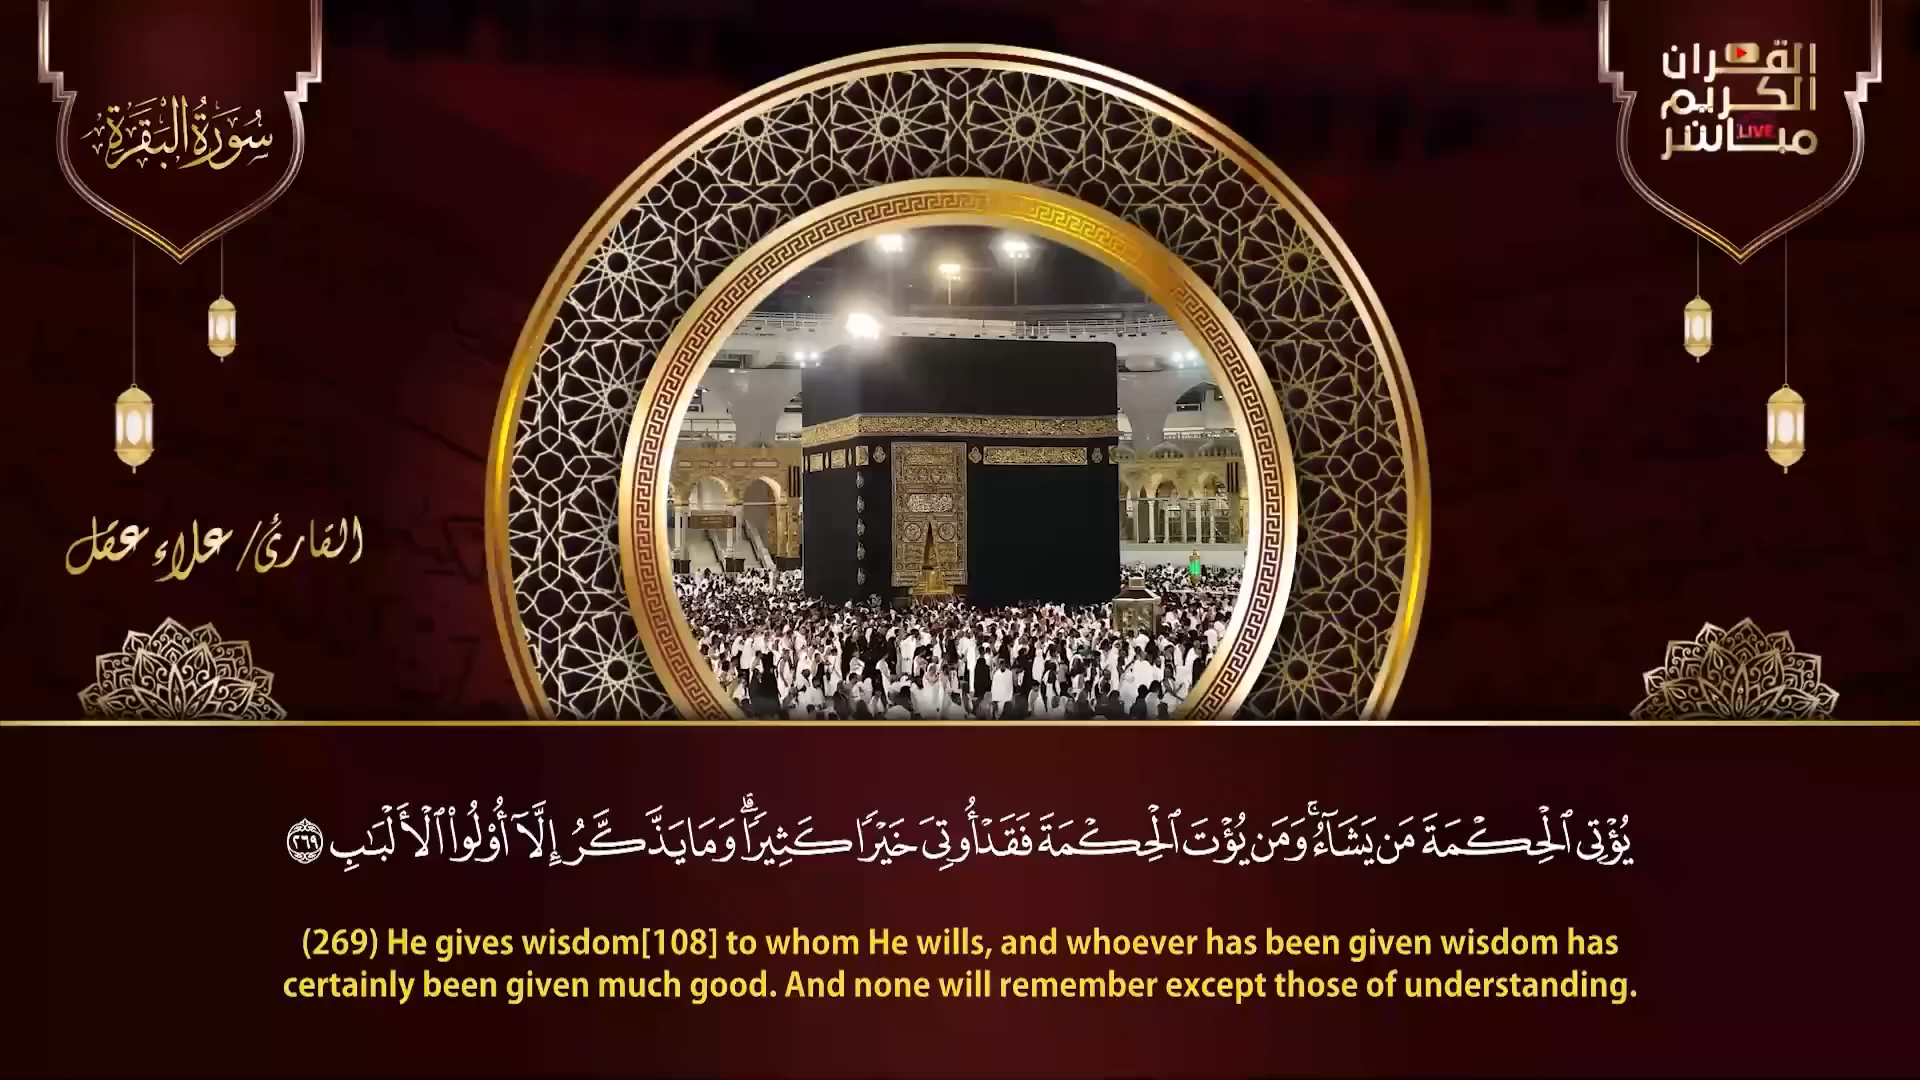 سُورَةُ البَقَرَةِ
القرآن
الكريم
مباشر
LIVE
القارئ/ علاء عقل
يُؤْتِى ٱلْحِكْمَةَ مَن يَشَآءُ ۚ وَمَن يُؤْتَ ٱلْحِكْمَةَ فَقَدْ أُوتِىَ خَيْرًا كَثِيرًا ۗ وَمَا يَذَّكَّرُ إِلَّآ أُو۟لُوا۟ ٱلْأَلْبَٰبِ ٢٦٩
(269) He gives wisdom[108] to whom He wills, and whoever has been given wisdom has
certainly been given much good. And none will remember except those of understanding.